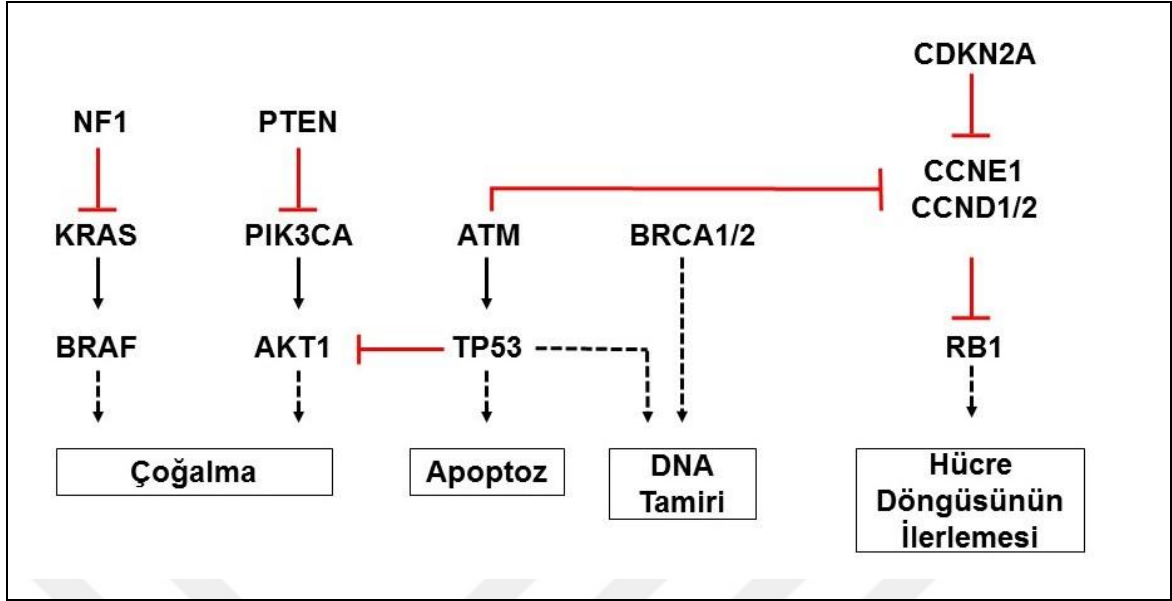 CDKN2A
NF1
PTEN
CCNE1
CCND1/2
KRAS
PIK3CA
ATM
BRCA1/2
BRAF
AKT1
TP53
RB1
Çoğalma
Apoptoz
DNA
Tamiri
Hücre
Döngüsünün
İlerlemesi